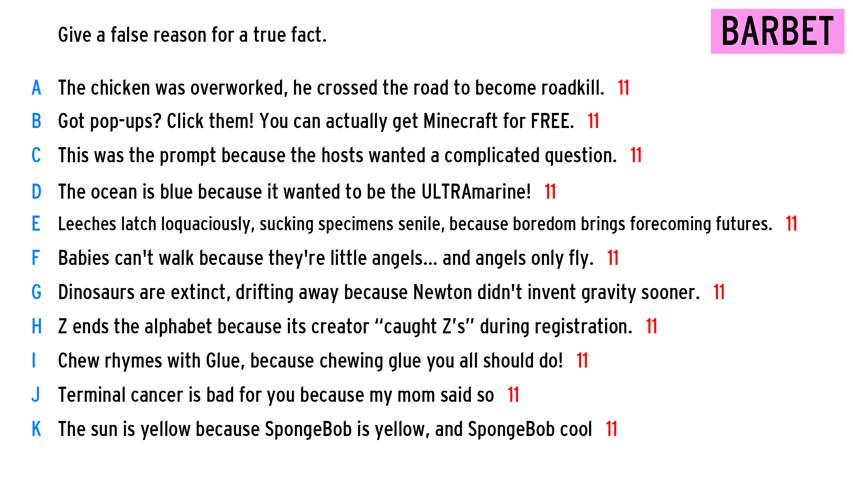 Give a false reason for a true fact.
BARBET
A The chicken was overworked, he crossed the road to become roadkill. 11
B Got pop-ups? Click them! You can actually get Minecraft for FREE. 11
C This was the prompt because the hosts wanted a complicated question. 11
D The ocean is blue because it wanted to be the ULTRAmarine! 11
E Leeches latch loquaciously, sucking specimens senile, because boredom brings forecoming futures. 11
F Babies can't walk because they're little angels... and angels only fly. 11
G Dinosaurs are extinct, drifting away because Newton didn't invent gravity sooner. 11
H Z ends the alphabet because its creator “caught Z's” during registration. 11
I Chew rhymes with Glue, because chewing glue you all should do! 11
J Terminal cancer is bad for you because my mom said so 11
K The sun is yellow because SpongeBob is yellow, and SpongeBob cool 11